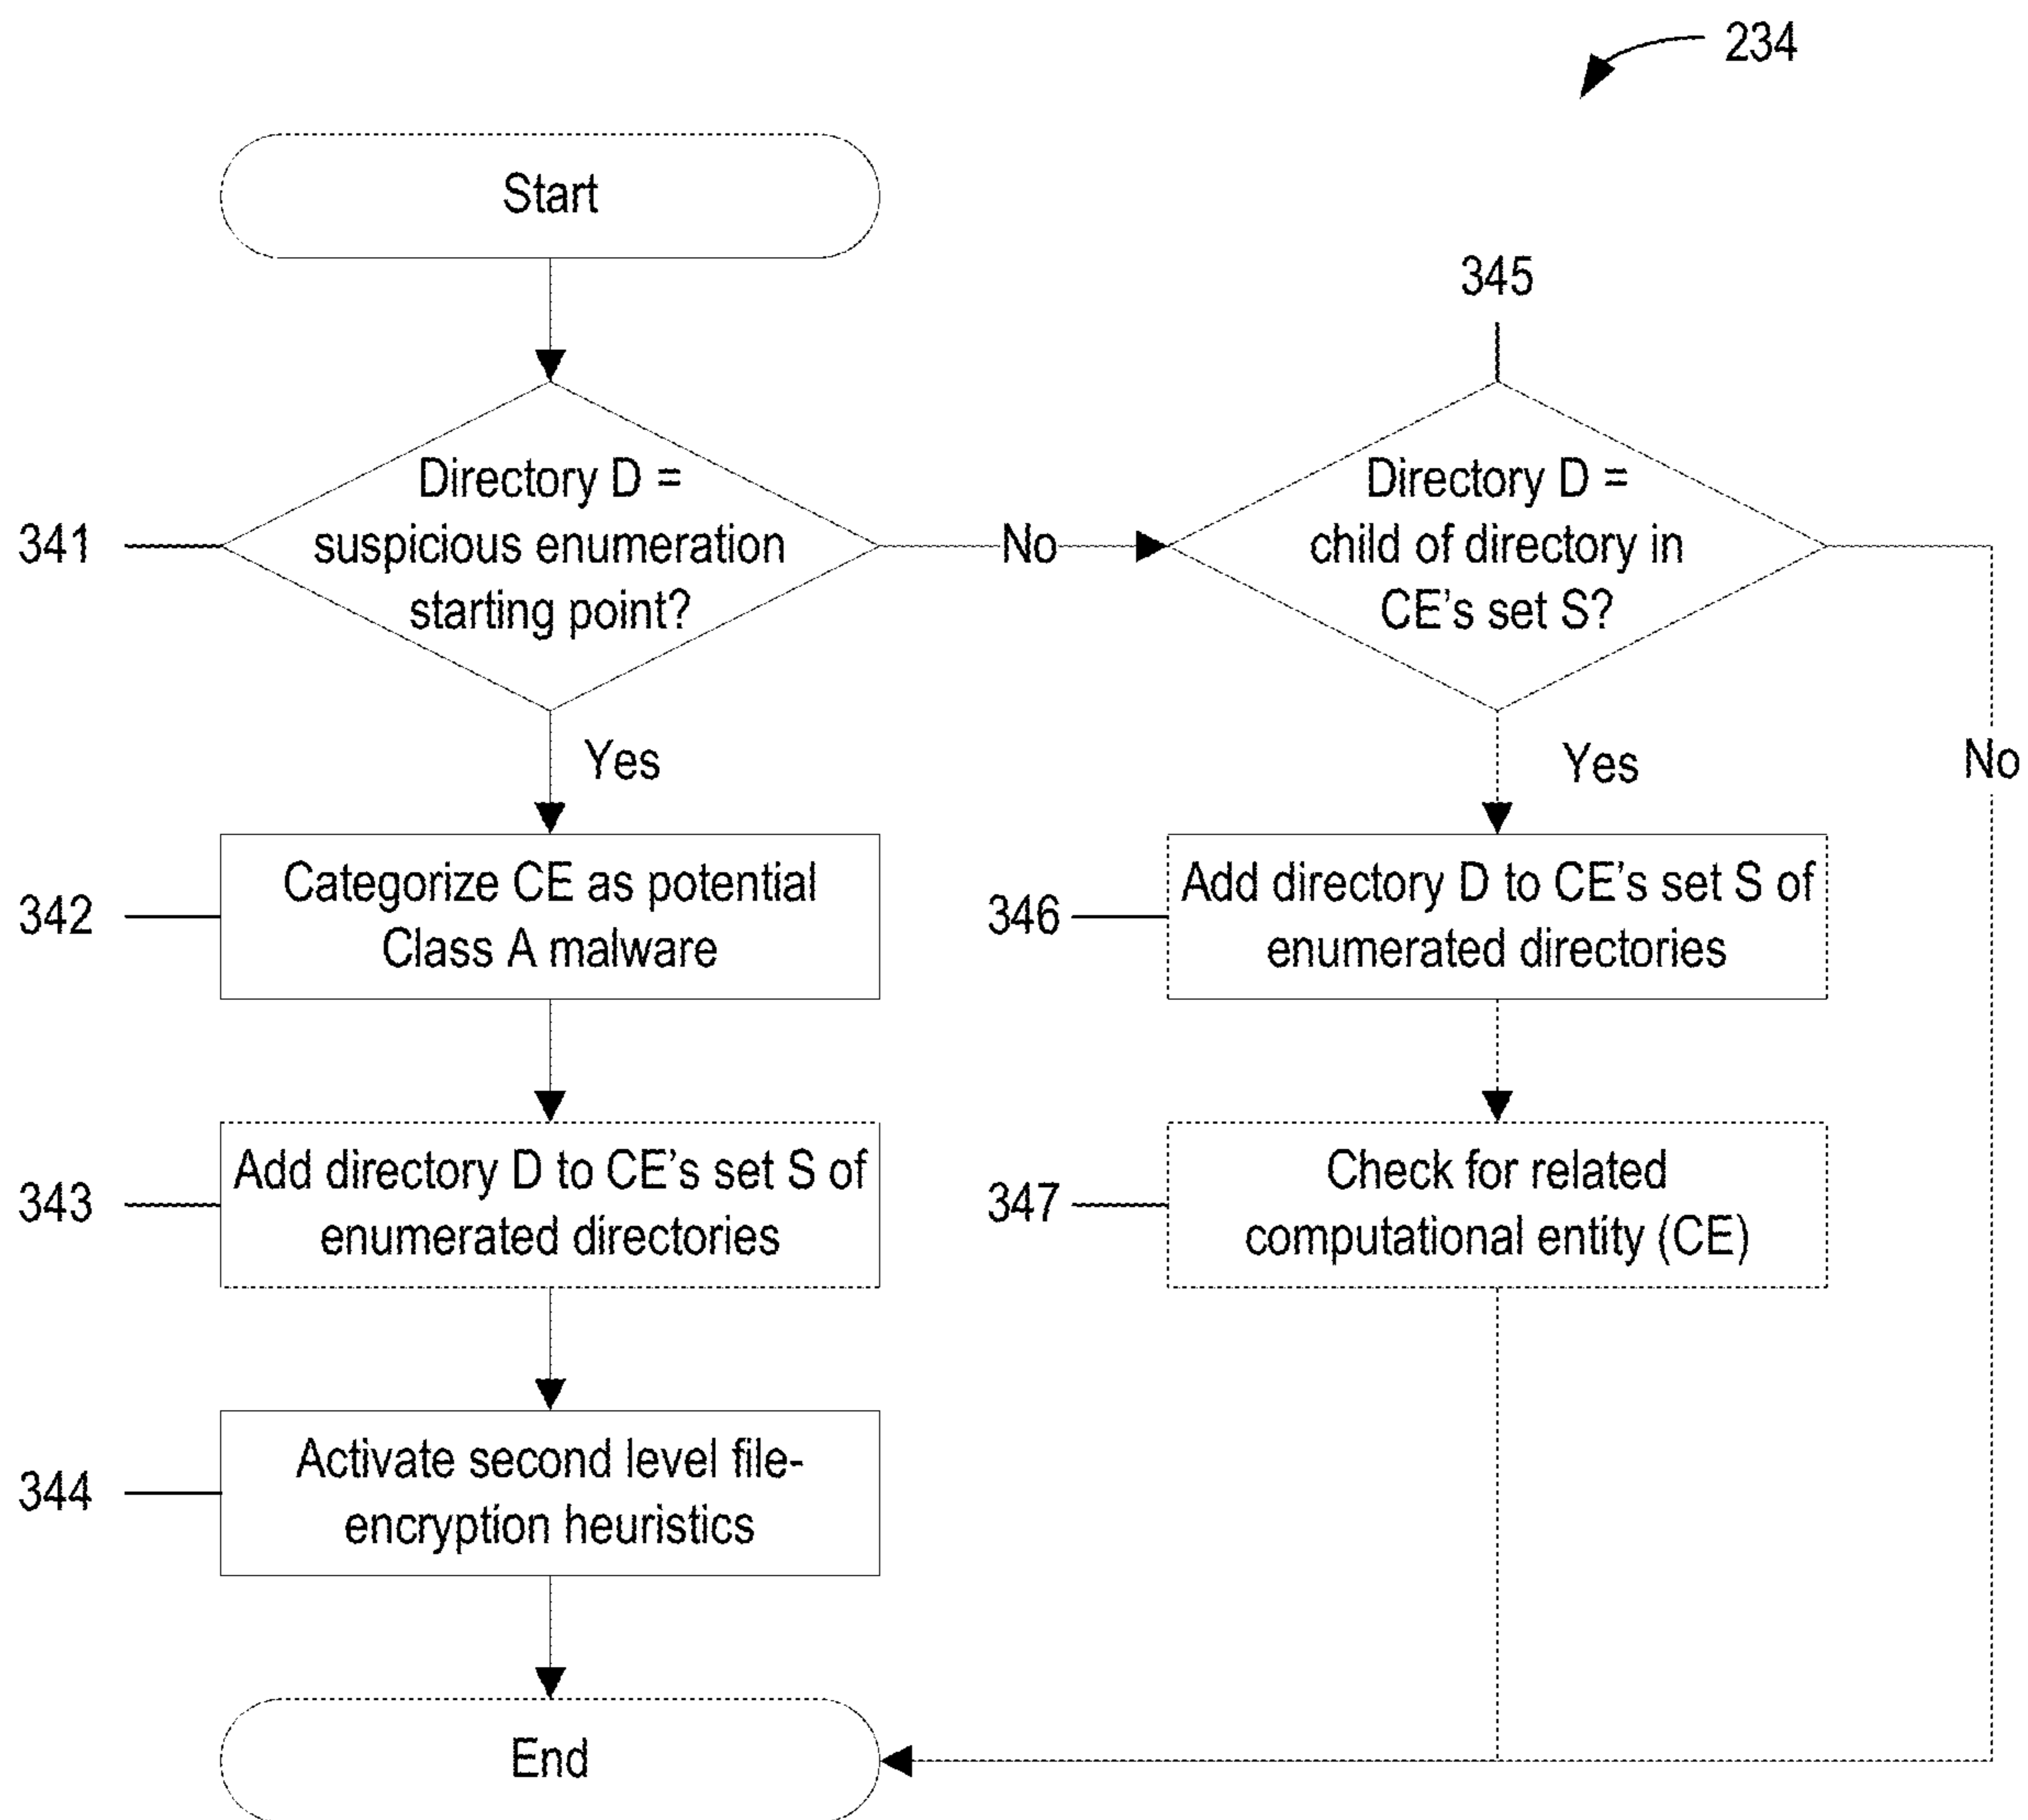 234
Start
345
341
Directory D =
suspicious enumeration
starting point?
No
Directory D =
child of directory in
CE's set S?
Yes
Yes
No
342
Categorize CE as potential
Class A malware
346
Add directory D to CE's set S of
enumerated directories
343
Add directory D to CE's set S of
enumerated directories
347
Check for related
computational entity (CE)
344
Activate second level file-
encryption heuristics
End